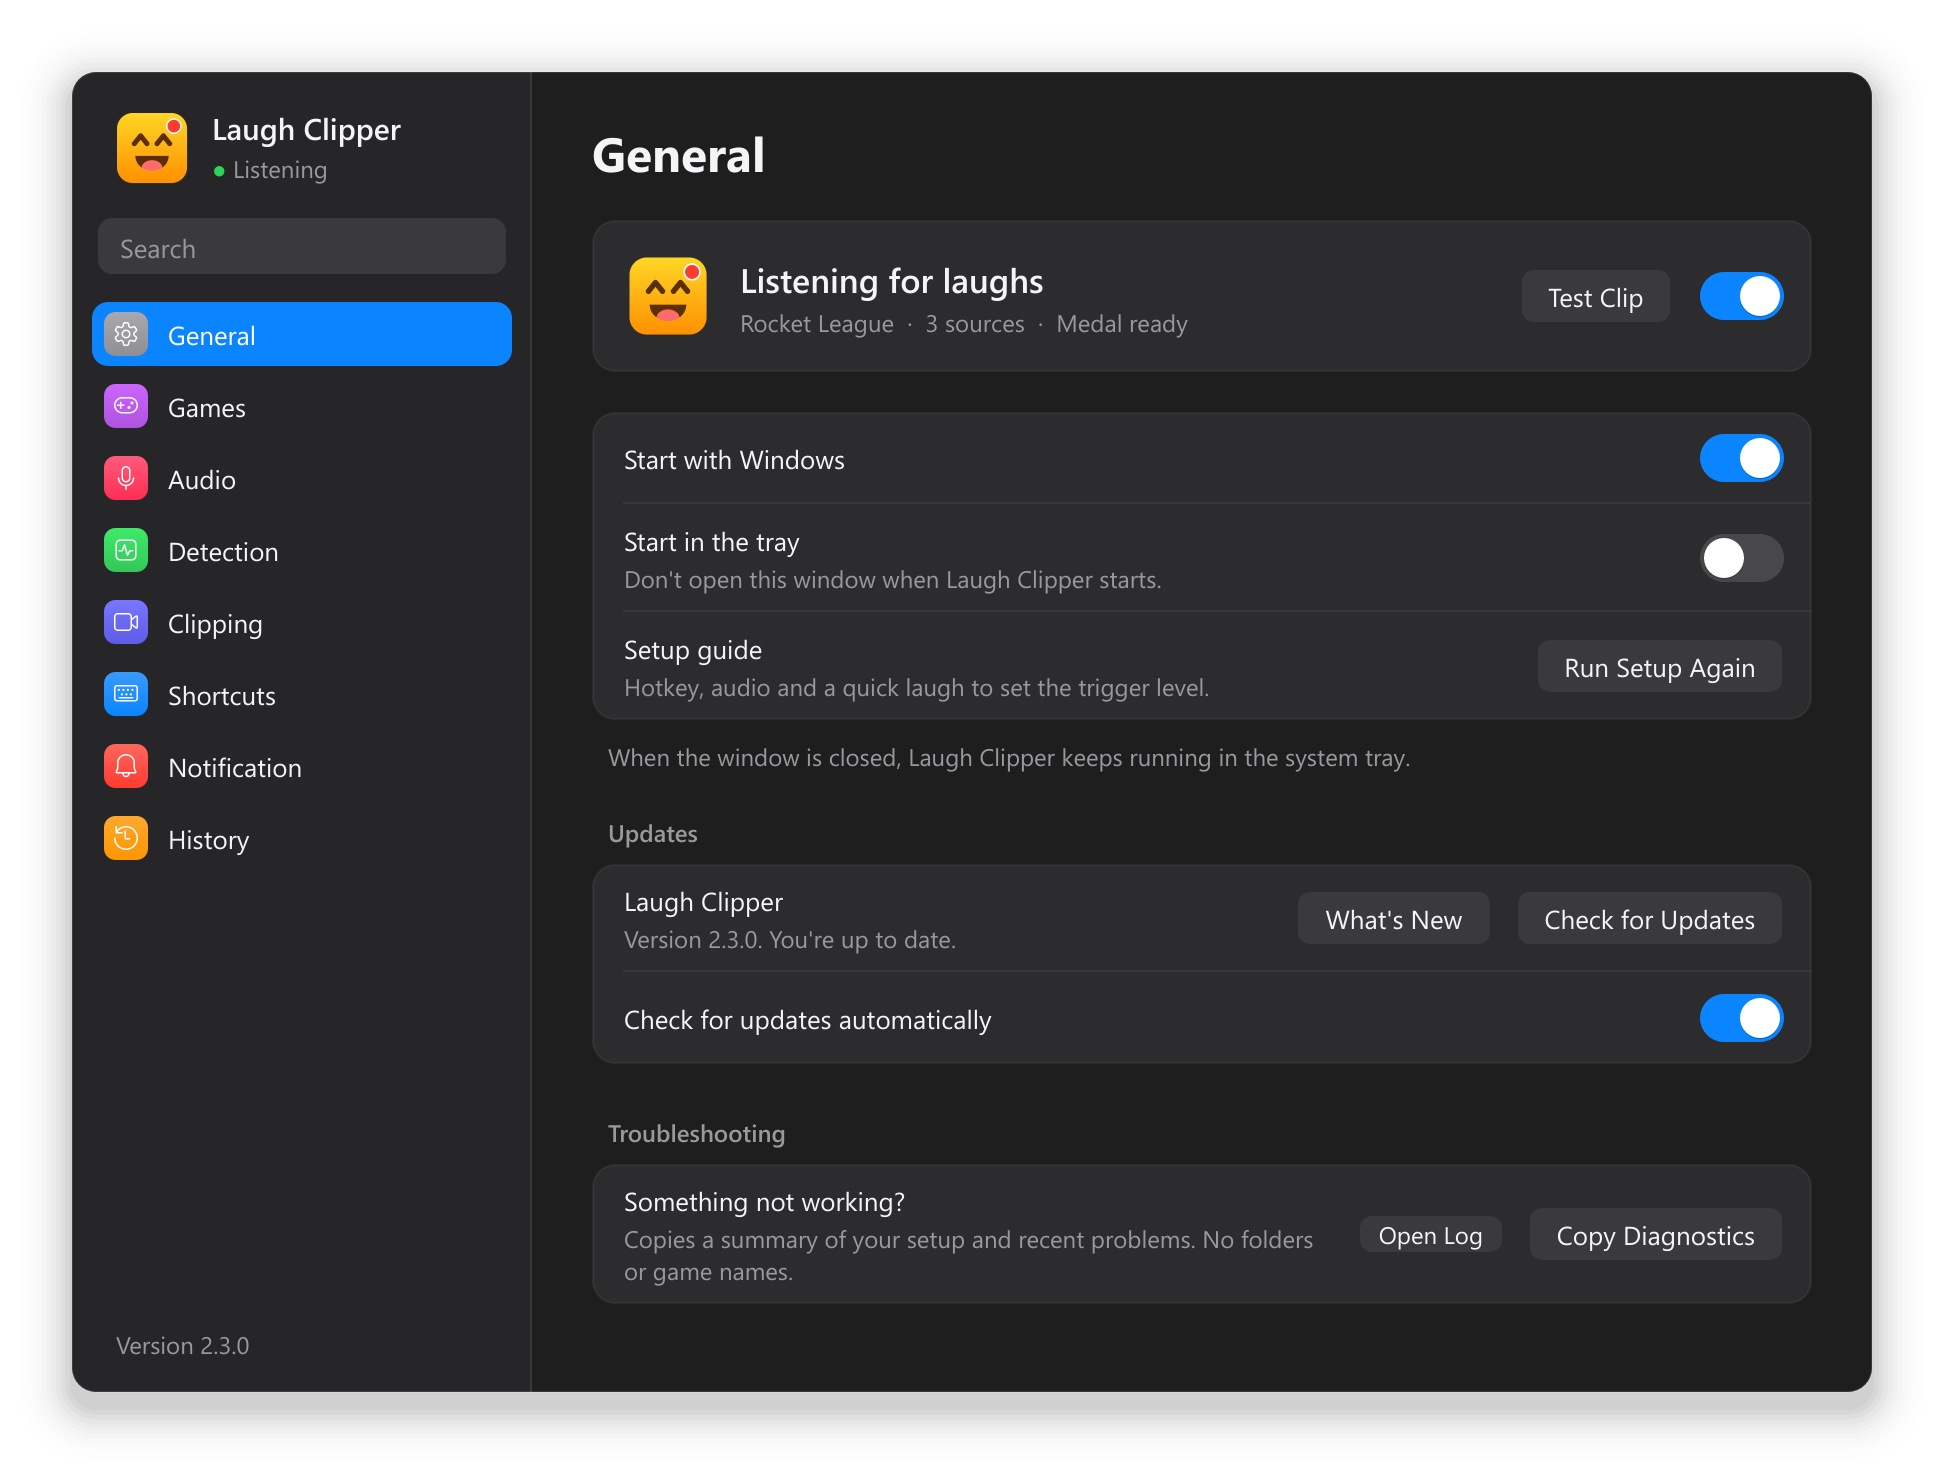 Laugh Clipper
Listening
Search
General
Games
Audio
Detection
Clipping
Shortcuts
Notification
History
Version 2.3.0
General
Listening for laughs
Rocket League · 3 sources · Medal ready
Test Clip
Start with Windows
Start in the tray
Don't open this window when Laugh Clipper starts.
Setup guide
Hotkey, audio and a quick laugh to set the trigger level.
Run Setup Again
When the window is closed, Laugh Clipper keeps running in the system tray.
Updates
Laugh Clipper
Version 2.3.0. You're up to date.
What's New
Check for Updates
Check for updates automatically
Troubleshooting
Something not working?
Copies a summary of your setup and recent problems. No folders
or game names.
Open Log
Copy Diagnostics